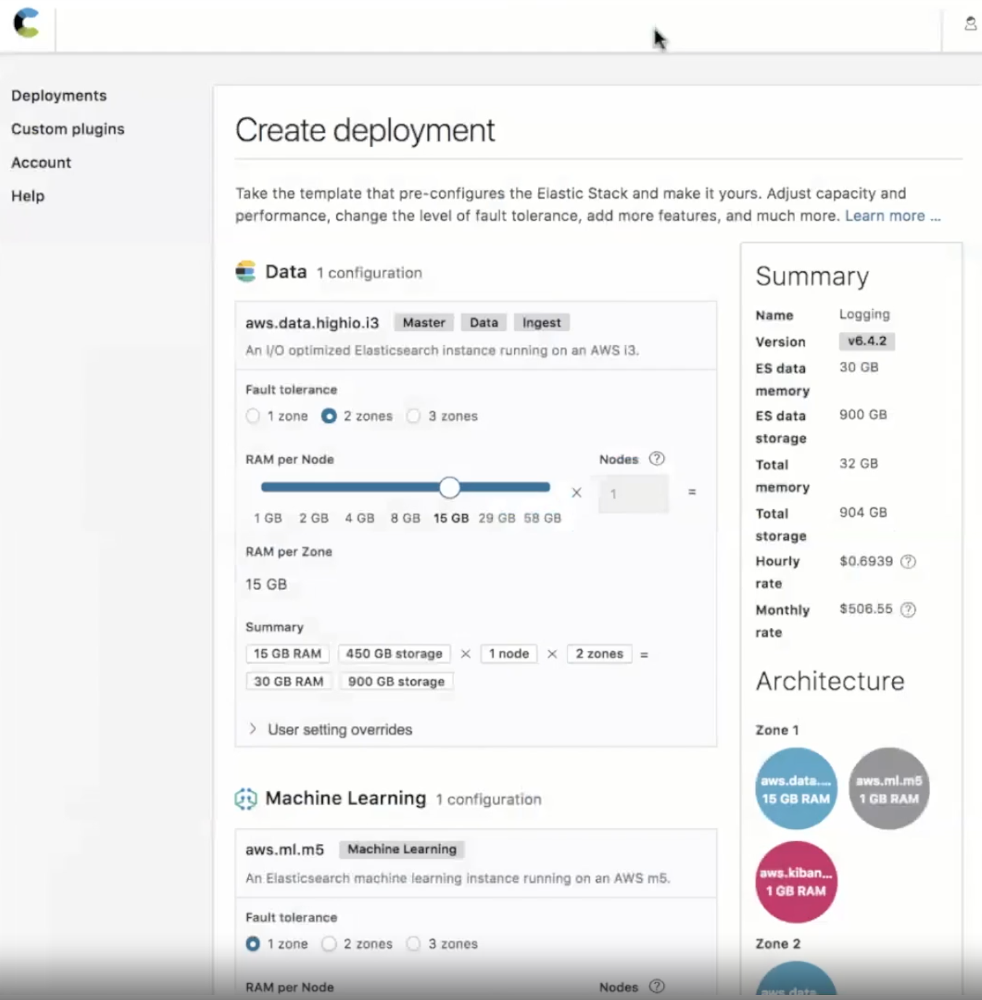 Deployments
Custom plugins
Account
Help
Create deployment
Take the template that pre-configures the Elastic Stack and make it yours. Adjust capacity and
performance, change the level of fault tolerance, add more features, and much more. Learn more ...
Data 1 configuration
aws.data.highio.i3 Master Data Ingest
An I/O optimized Elasticsearch instance running on an AWS i3.
Fault tolerance
1 zone 2 zones 3 zones
RAM per Node Nodes ?
× 1 =
1 GB 2 GB 4 GB 8 GB 15 GB 29 GB 58 GB
RAM per Zone
15 GB
Summary
15 GB RAM 450 GB storage × 1 node × 2 zones =
30 GB RAM 900 GB storage
> User setting overrides
Machine Learning 1 configuration
aws.ml.m5 Machine Learning
An Elasticsearch machine learning instance running on an AWS m5.
Fault tolerance
1 zone 2 zones 3 zones
RAM per Node Nodes ?
Summary
Name Logging
Version v6.4.2
ES data 30 GB
memory
ES data 900 GB
storage
Total 32 GB
memory
Total 904 GB
storage
Hourly $0.6939 ?
rate
Monthly $506.55 ?
rate
Architecture
Zone 1
aws.data....
15 GB RAM
aws.ml.m5
1 GB RAM
aws.kiban...
1 GB RAM
Zone 2
aws.data